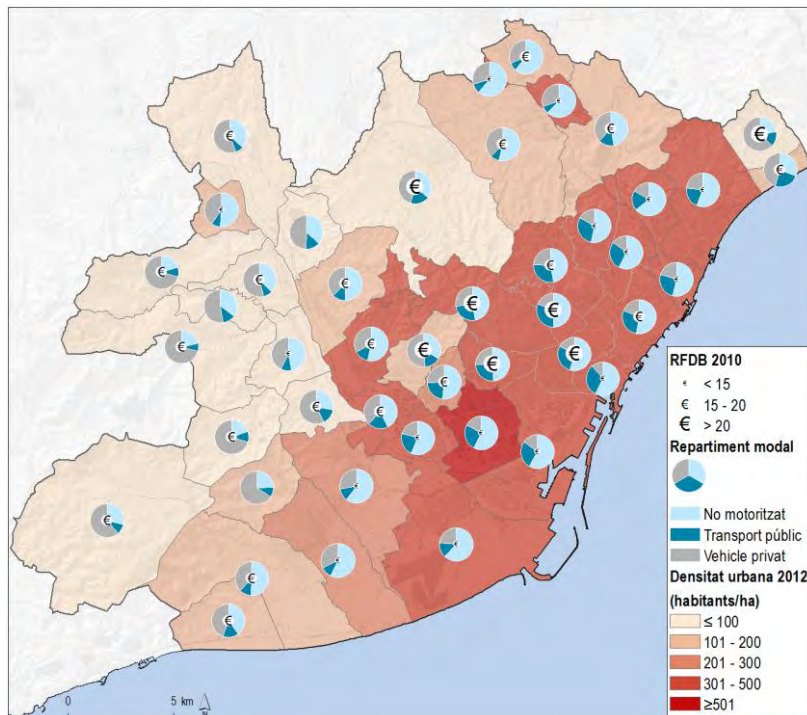 RFDB 2010
€ < 15
€ 15 - 20
€ > 20
Repartiment modal
No motoritzat
Transport públic
Vehicle privat
Densitat urbana 2012
(habitants/ha)
≤ 100
101 - 200
201 - 300
301 - 500
≥501
0 5 km
N